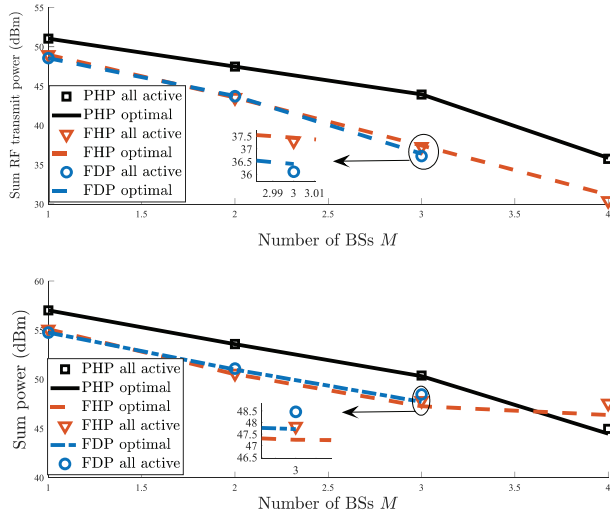 55
50
45
40
35
30
Sum RF transmit power (dBm)
PHP all active
PHP optimal
FHP all active
FHP optimal
FDP all active
FDP optimal
37.5
37
36.5
36
2.99 3 3.01
1 1.5 2 2.5 3 3.5 4
Number of BSs M
60
55
50
45
40
Sum power (dBm)
PHP all active
PHP optimal
FHP optimal
FHP all active
FDP optimal
FDP all active
48.5
48
47.5
47
46.5
3
1 1.5 2 2.5 3 3.5 4
Number of BSs M